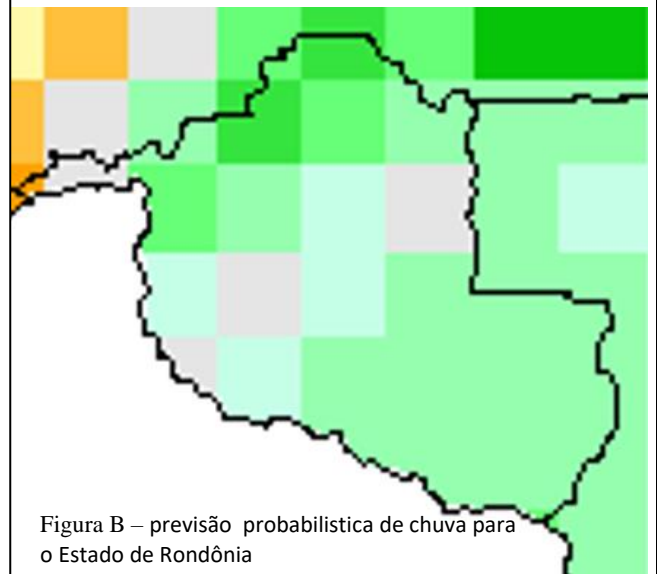 Figura B – previsão probabilistica de chuva para
o Estado de Rondônia